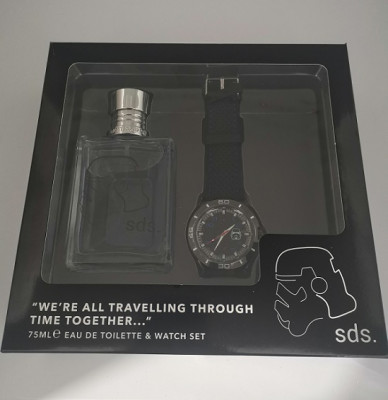 sds.
"WE'RE ALL TRAVELLING THROUGH
TIME TOGETHER..."
75ML℮ EAU DE TOILETTE & WATCH SET
sds.